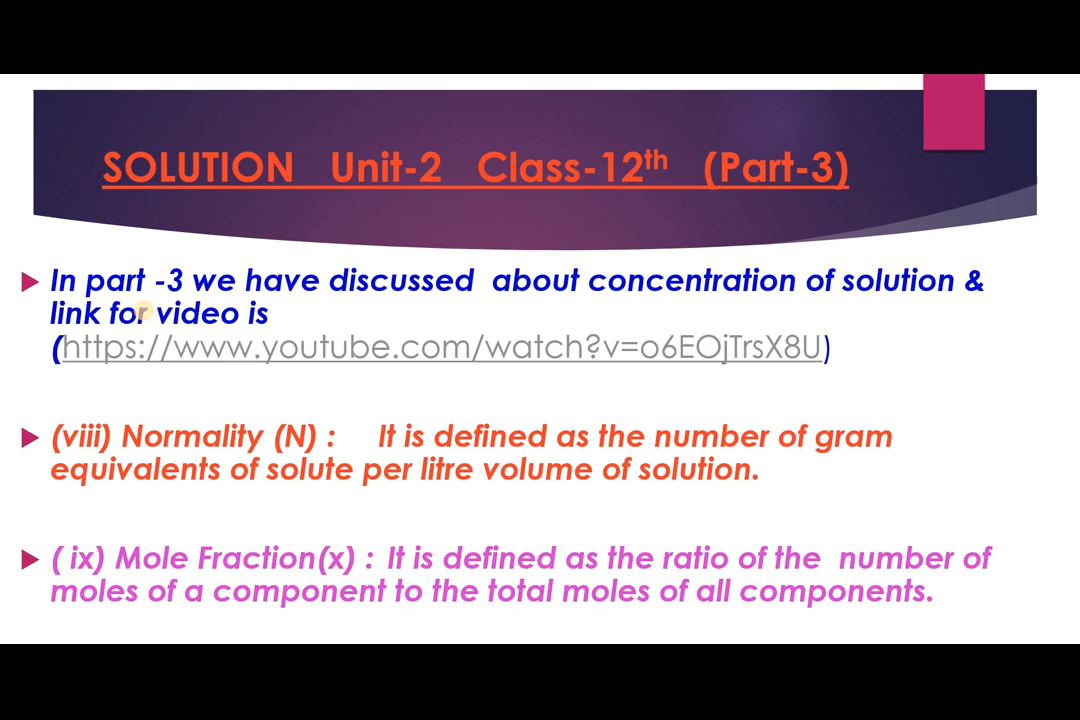 SOLUTION Unit-2 Class-12th (Part-3)
In part -3 we have discussed about concentration of solution &
link for video is
(https://www.youtube.com/watch?v=o6EOjTrsX8U)
(viii) Normality (N) : It is defined as the number of gram
equivalents of solute per litre volume of solution.
( ix) Mole Fraction(x) : It is defined as the ratio of the number of
moles of a component to the total moles of all components.